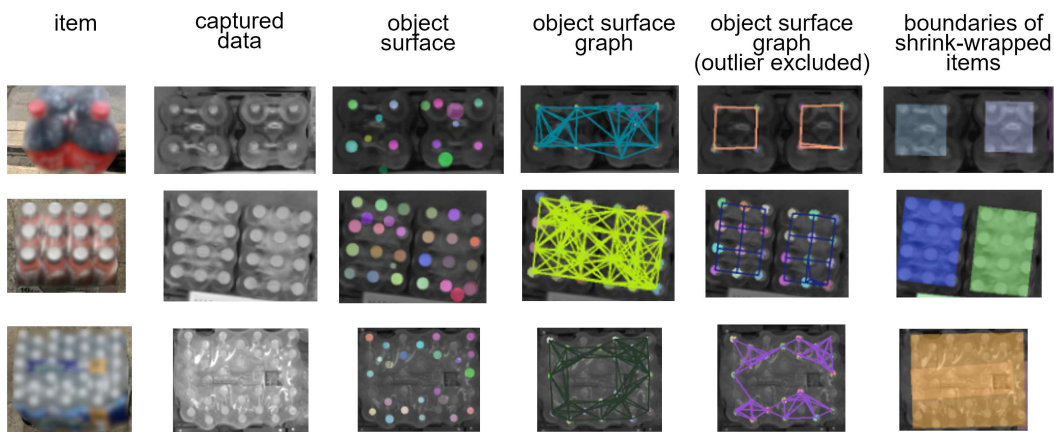 item
captured
data
object
surface
object surface
graph
object surface
graph
(outlier excluded)
boundaries of
shrink-wrapped
items